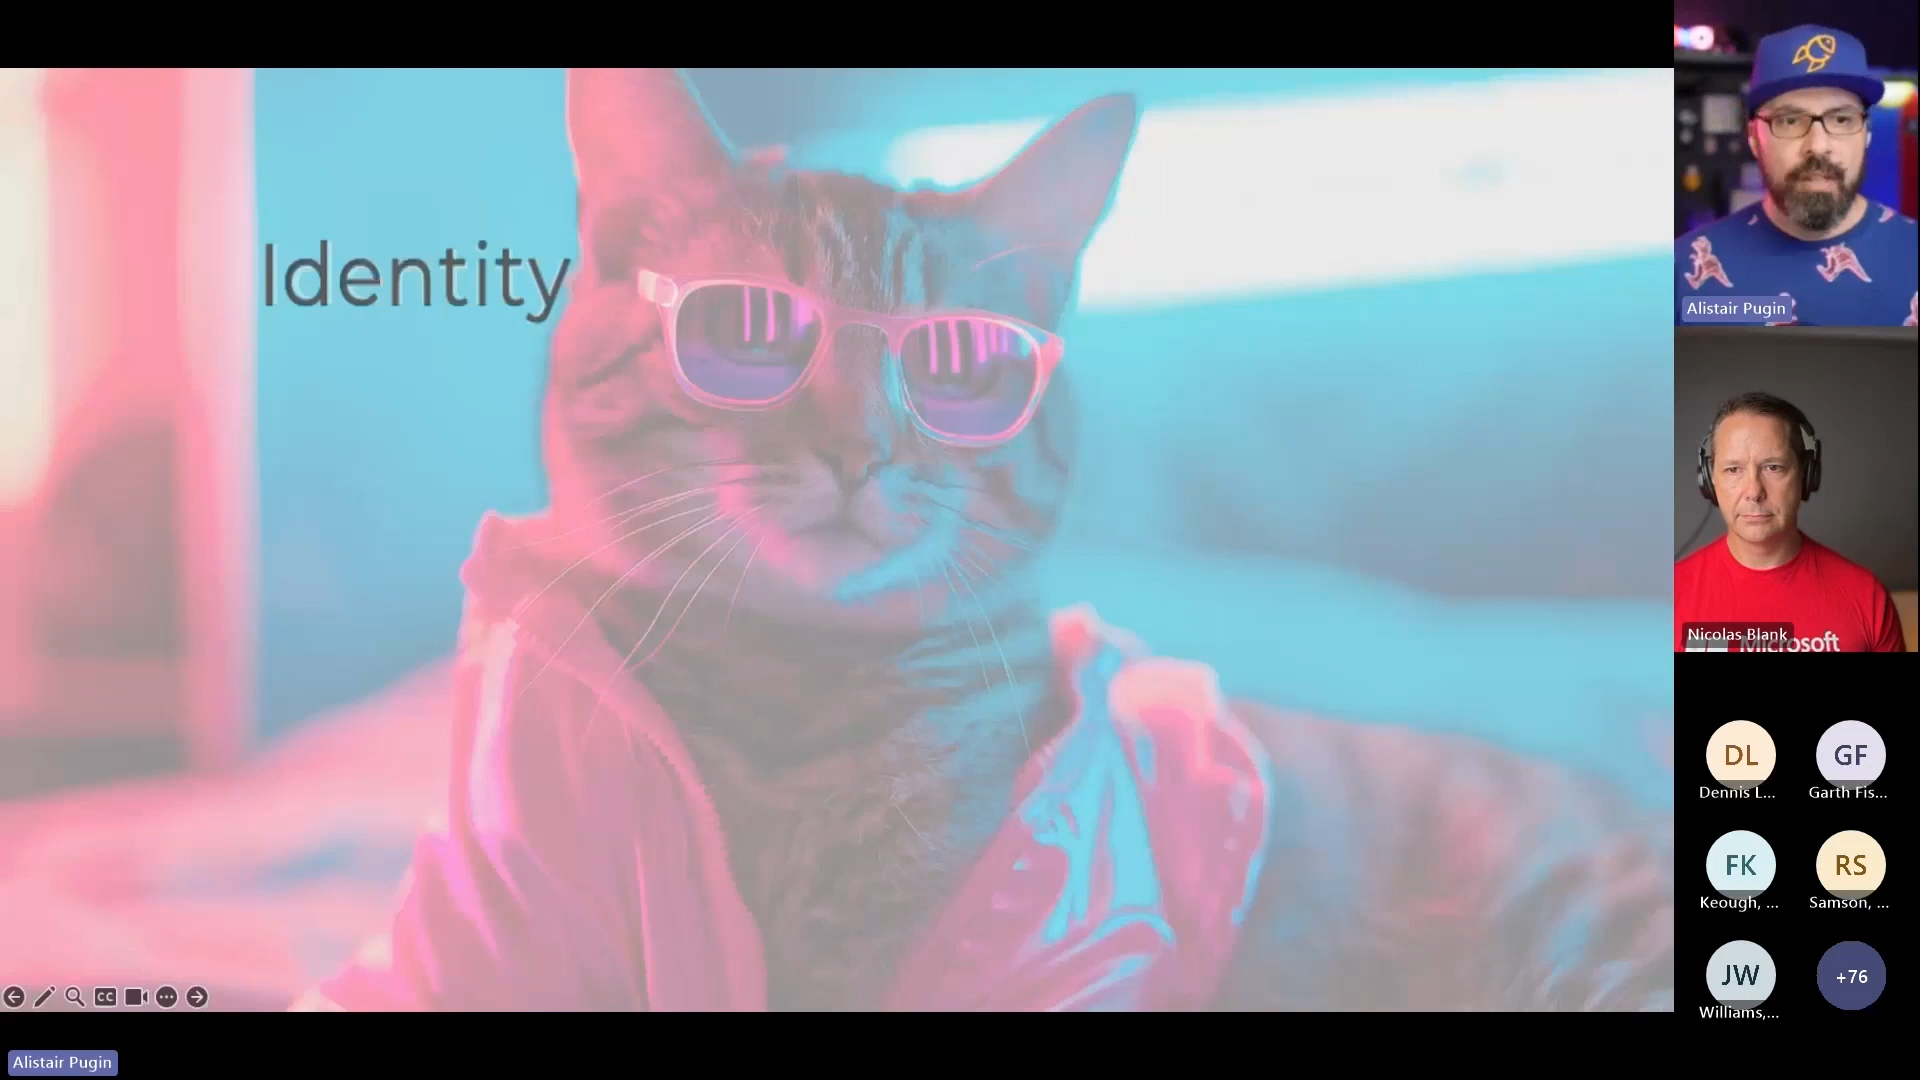 Identity
Alistair Pugin
Nicolas Blank
Microsoft
DL
GF
Dennis L...
Garth Fis...
FK
RS
Keough, ...
Samson, ...
JW
+76
Williams,...
CC
Alistair Pugin